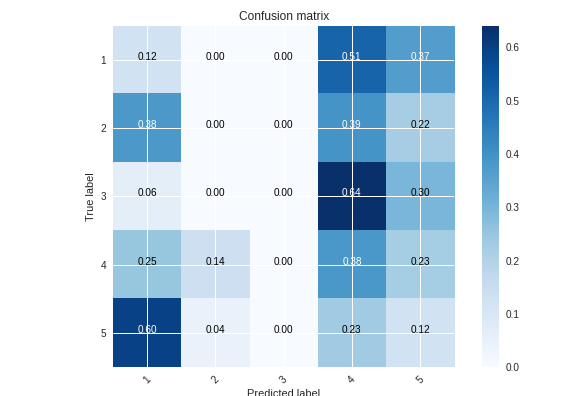 Confusion matrix
0.6
1 0.12 0.00 0.00 0.51 0.37
0.5
2 0.38 0.00 0.00 0.39 0.22
0.4
True label
3 0.06 0.00 0.00 0.64 0.30
0.3
0.2
4 0.25 0.14 0.00 0.38 0.23
0.1
5 0.60 0.04 0.00 0.23 0.12
0.0
1 2 3 4 5
Predicted label